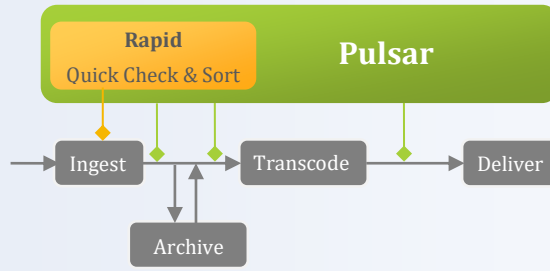 Rapid
Quick Check & Sort
Pulsar
Ingest
Transcode
Deliver
Archive